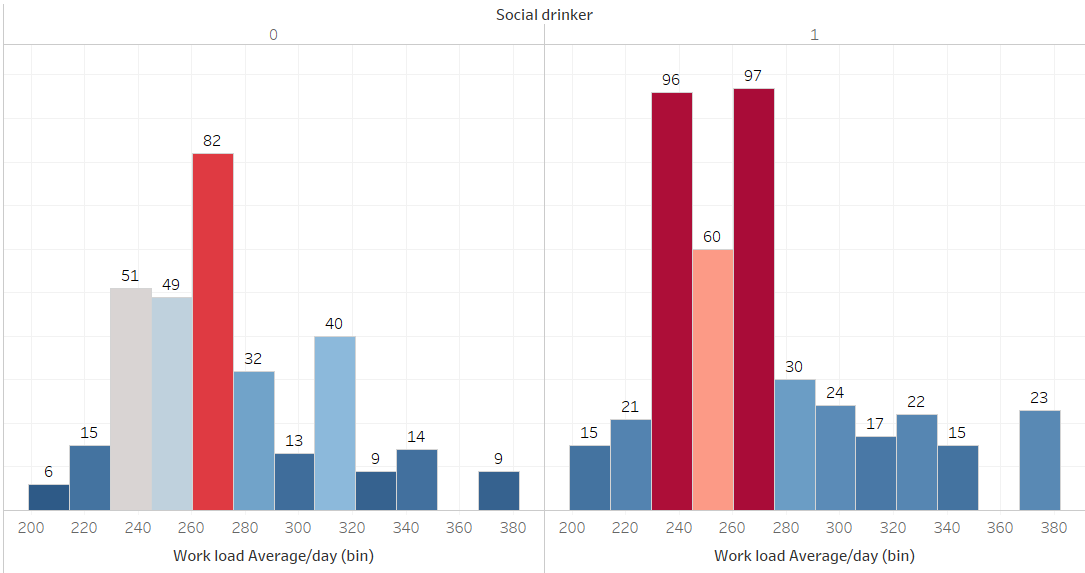 Social drinker
0 1
96 97
82
60
51 49
40
32 30
24 22 23
21
15 13 14 15 17 15
6 9 9
200 220 240 260 280 300 320 340 360 380 200 220 240 260 280 300 320 340 360 380
Work load Average/day (bin) Work load Average/day (bin)